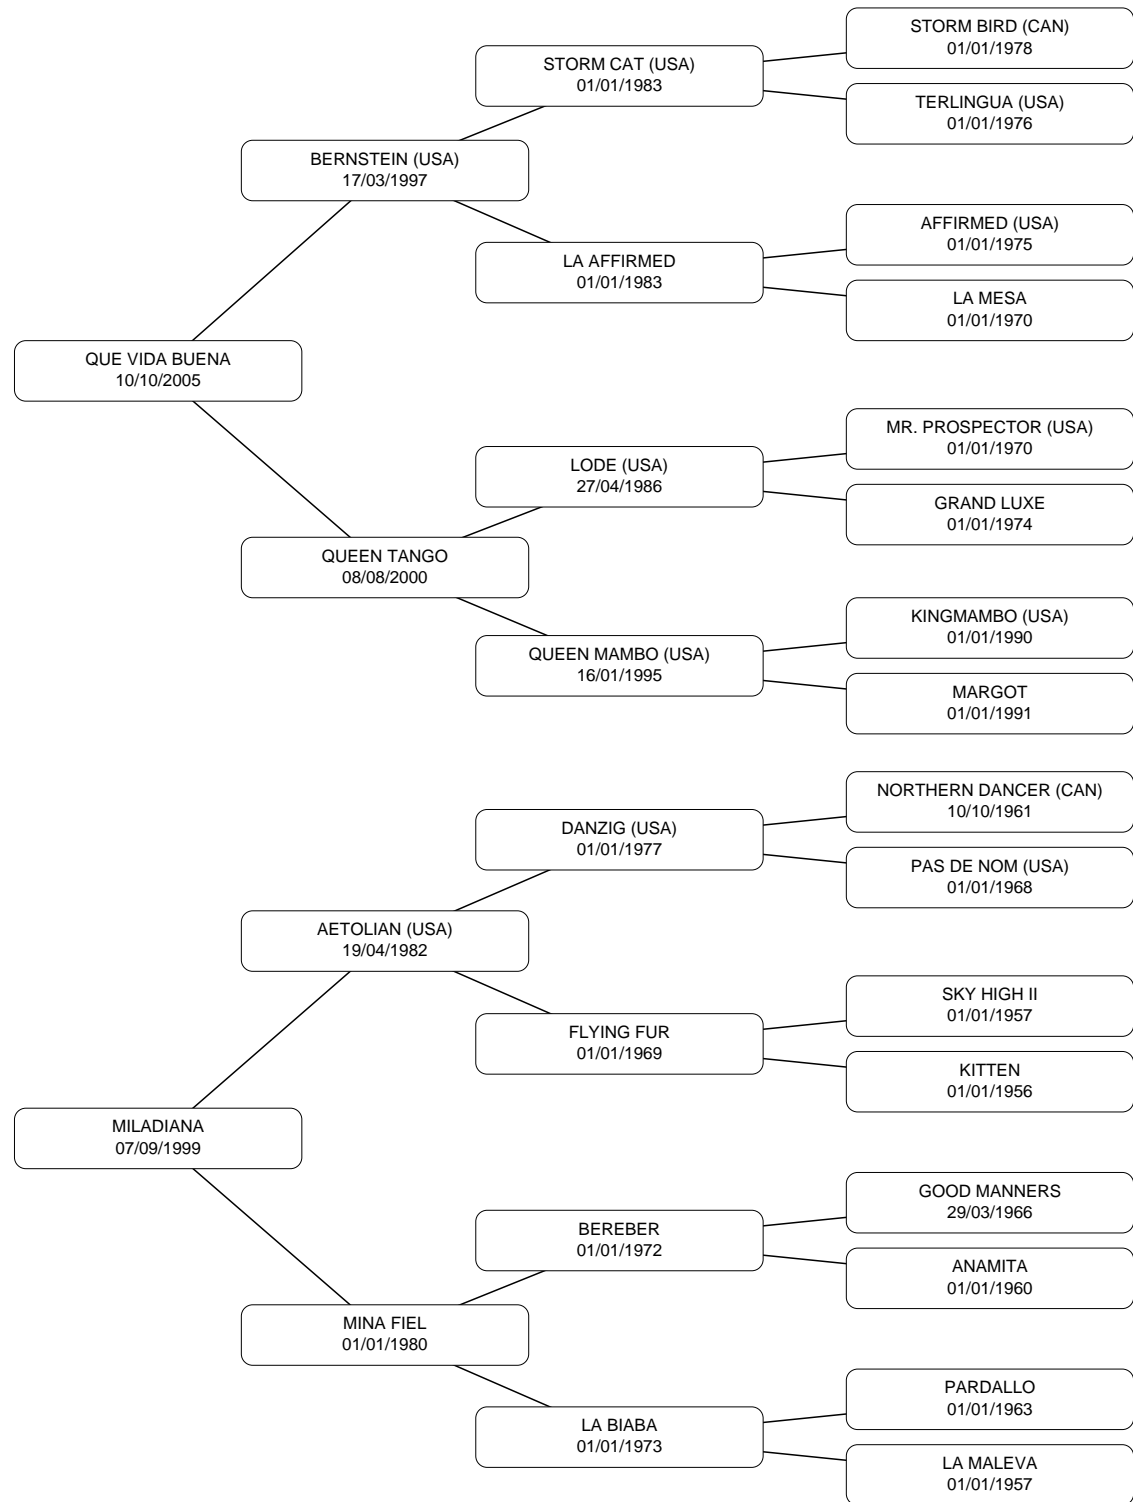 STORM BIRD (CAN)
01/01/1978
STORM CAT (USA)
01/01/1983
TERLINGUA (USA)
01/01/1976
BERNSTEIN (USA)
17/03/1997
AFFIRMED (USA)
01/01/1975
LA AFFIRMED
01/01/1983
LA MESA
01/01/1970
QUE VIDA BUENA
10/10/2005
MR. PROSPECTOR (USA)
01/01/1970
LODE (USA)
27/04/1986
GRAND LUXE
01/01/1974
QUEEN TANGO
08/08/2000
KINGMAMBO (USA)
01/01/1990
QUEEN MAMBO (USA)
16/01/1995
MARGOT
01/01/1991
NORTHERN DANCER (CAN)
10/10/1961
DANZIG (USA)
01/01/1977
PAS DE NOM (USA)
01/01/1968
AETOLIAN (USA)
19/04/1982
SKY HIGH II
01/01/1957
FLYING FUR
01/01/1969
KITTEN
01/01/1956
MILADIANA
07/09/1999
GOOD MANNERS
29/03/1966
BEREBER
01/01/1972
ANAMITA
01/01/1960
MINA FIEL
01/01/1980
PARDALLO
01/01/1963
LA BIABA
01/01/1973
LA MALEVA
01/01/1957